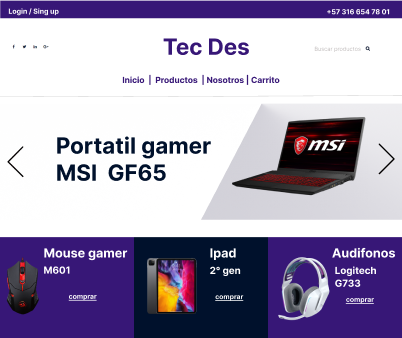 Login / Sing up
+57 316 654 78 01
f in G+
Tec Des
Buscar productos
Inicio | Productos | Nosotros | Carrito
Portatil gamer
MSI GF65
msi
Mouse gamer
M601
comprar
Ipad
2° gen
comprar
Audifonos
Logitech
G733
comprar